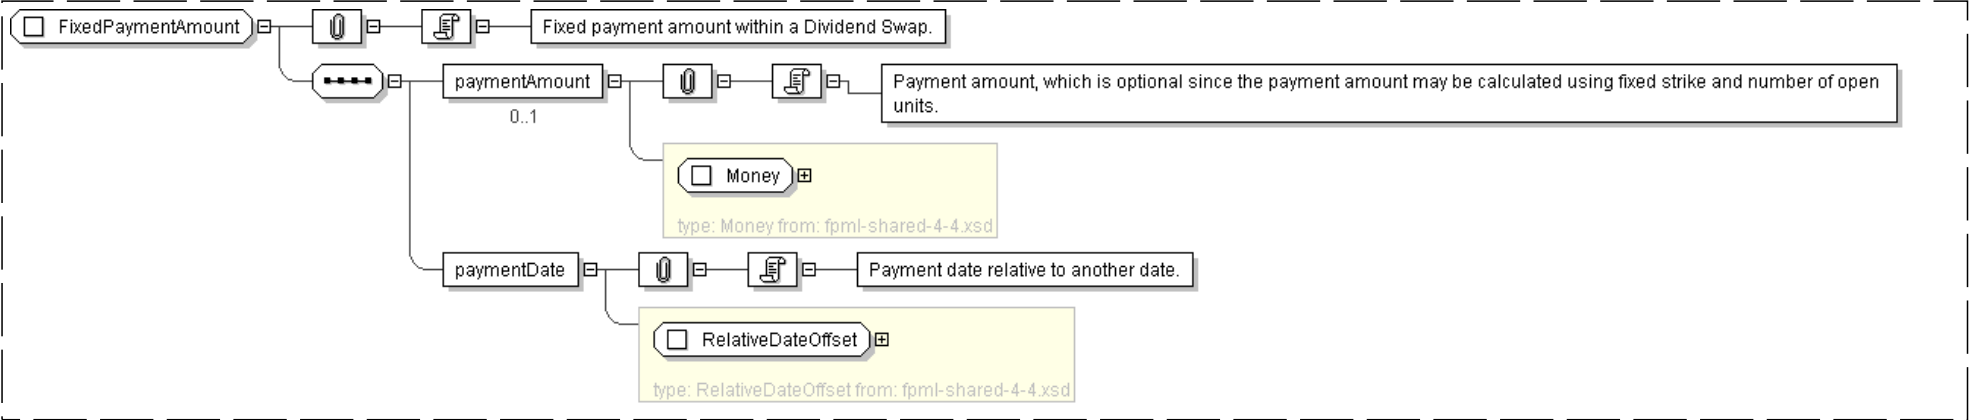 FixedPaymentAmount
Fixed payment amount within a Dividend Swap.
paymentAmount
0..1
Payment amount, which is optional since the payment amount may be calculated using fixed strike and number of open
units.
Money
type: Money from: fpml-shared-4-4.xsd
paymentDate
Payment date relative to another date.
RelativeDateOffset
type: RelativeDateOffset from: fpml-shared-4-4.xsd